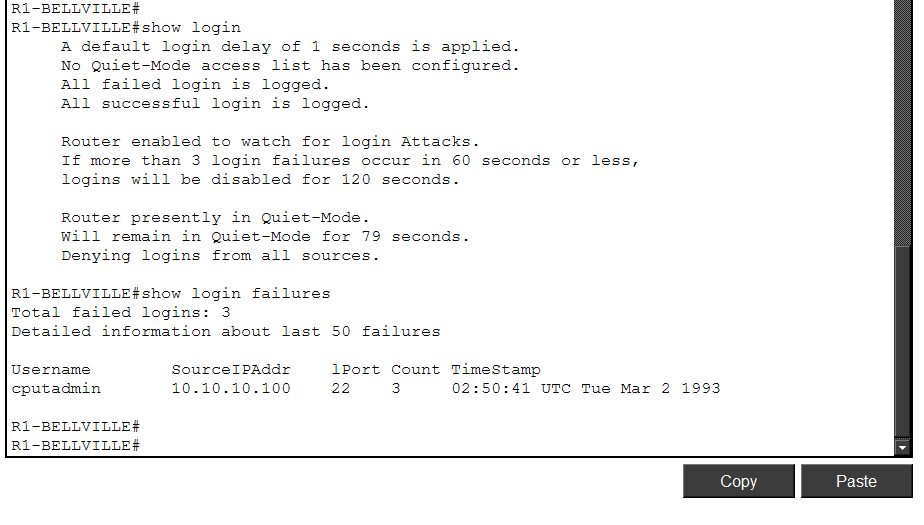 R1-BELLVILLE#
R1-BELLVILLE#show login
A default login delay of 1 seconds is applied.
No Quiet-Mode access list has been configured.
All failed login is logged.
All successful login is logged.
Router enabled to watch for login Attacks.
If more than 3 login failures occur in 60 seconds or less,
logins will be disabled for 120 seconds.
Router presently in Quiet-Mode.
Will remain in Quiet-Mode for 79 seconds.
Denying logins from all sources.
R1-BELLVILLE#show login failures
Total failed logins: 3
Detailed information about last 50 failures
Username SourceIPAddr lPort Count TimeStamp
cputadmin 10.10.10.100 22 3 02:50:41 UTC Tue Mar 2 1993
R1-BELLVILLE#
R1-BELLVILLE#
Copy Paste